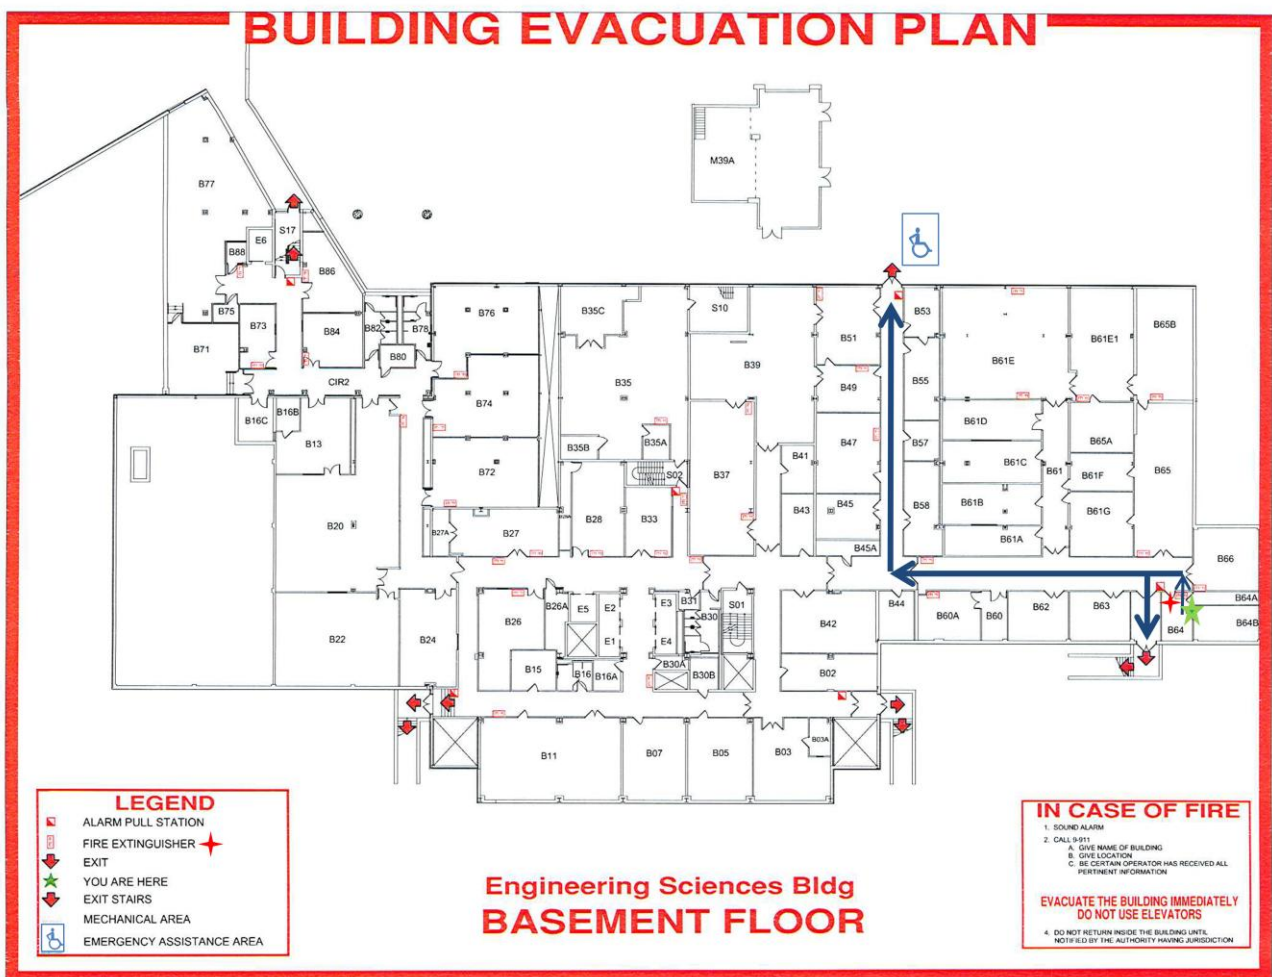 BUILDING EVACUATION PLAN
M39A
B77
S17
E6
B88
B86
B75
B73
B84
B82
B78
B80
B71
CIR2
B76
B35C
S10
B51
B53
B61E
B61E1
B65B
B35
B39
B49
B55
B74
B16C
B16B
B13
B35B
B35A
B37
B41
B47
B57
B61D
B65A
B72
S02
B61C
B61
B61F
B65
B20
B27A
B27
B28
B33
B43
B45
B45A
B58
B61B
B61A
B61G
B66
B22
B24
B26
B26A
E5
E2
E1
E3
E4
B31
B30
S01
B42
B44
B60A
B60
B62
B63
B64
B64A
B64B
B15
B16
B16A
B30A
B30B
B02
B11
B07
B05
B03
B03A
LEGEND
ALARM PULL STATION
FIRE EXTINGUISHER
EXIT
YOU ARE HERE
EXIT STAIRS
MECHANICAL AREA
EMERGENCY ASSISTANCE AREA
Engineering Sciences Bldg
BASEMENT FLOOR
IN CASE OF FIRE
1. SOUND ALARM
2. CALL 9-911
A. GIVE NAME OF BUILDING
B. GIVE LOCATION
C. BE CERTAIN OPERATOR HAS RECEIVED ALL
PERTINENT INFORMATION
EVACUATE THE BUILDING IMMEDIATELY
DO NOT USE ELEVATORS
4. DO NOT RETURN INSIDE THE BUILDING UNTIL
NOTIFIED BY THE AUTHORITY HAVING JURISDICTION